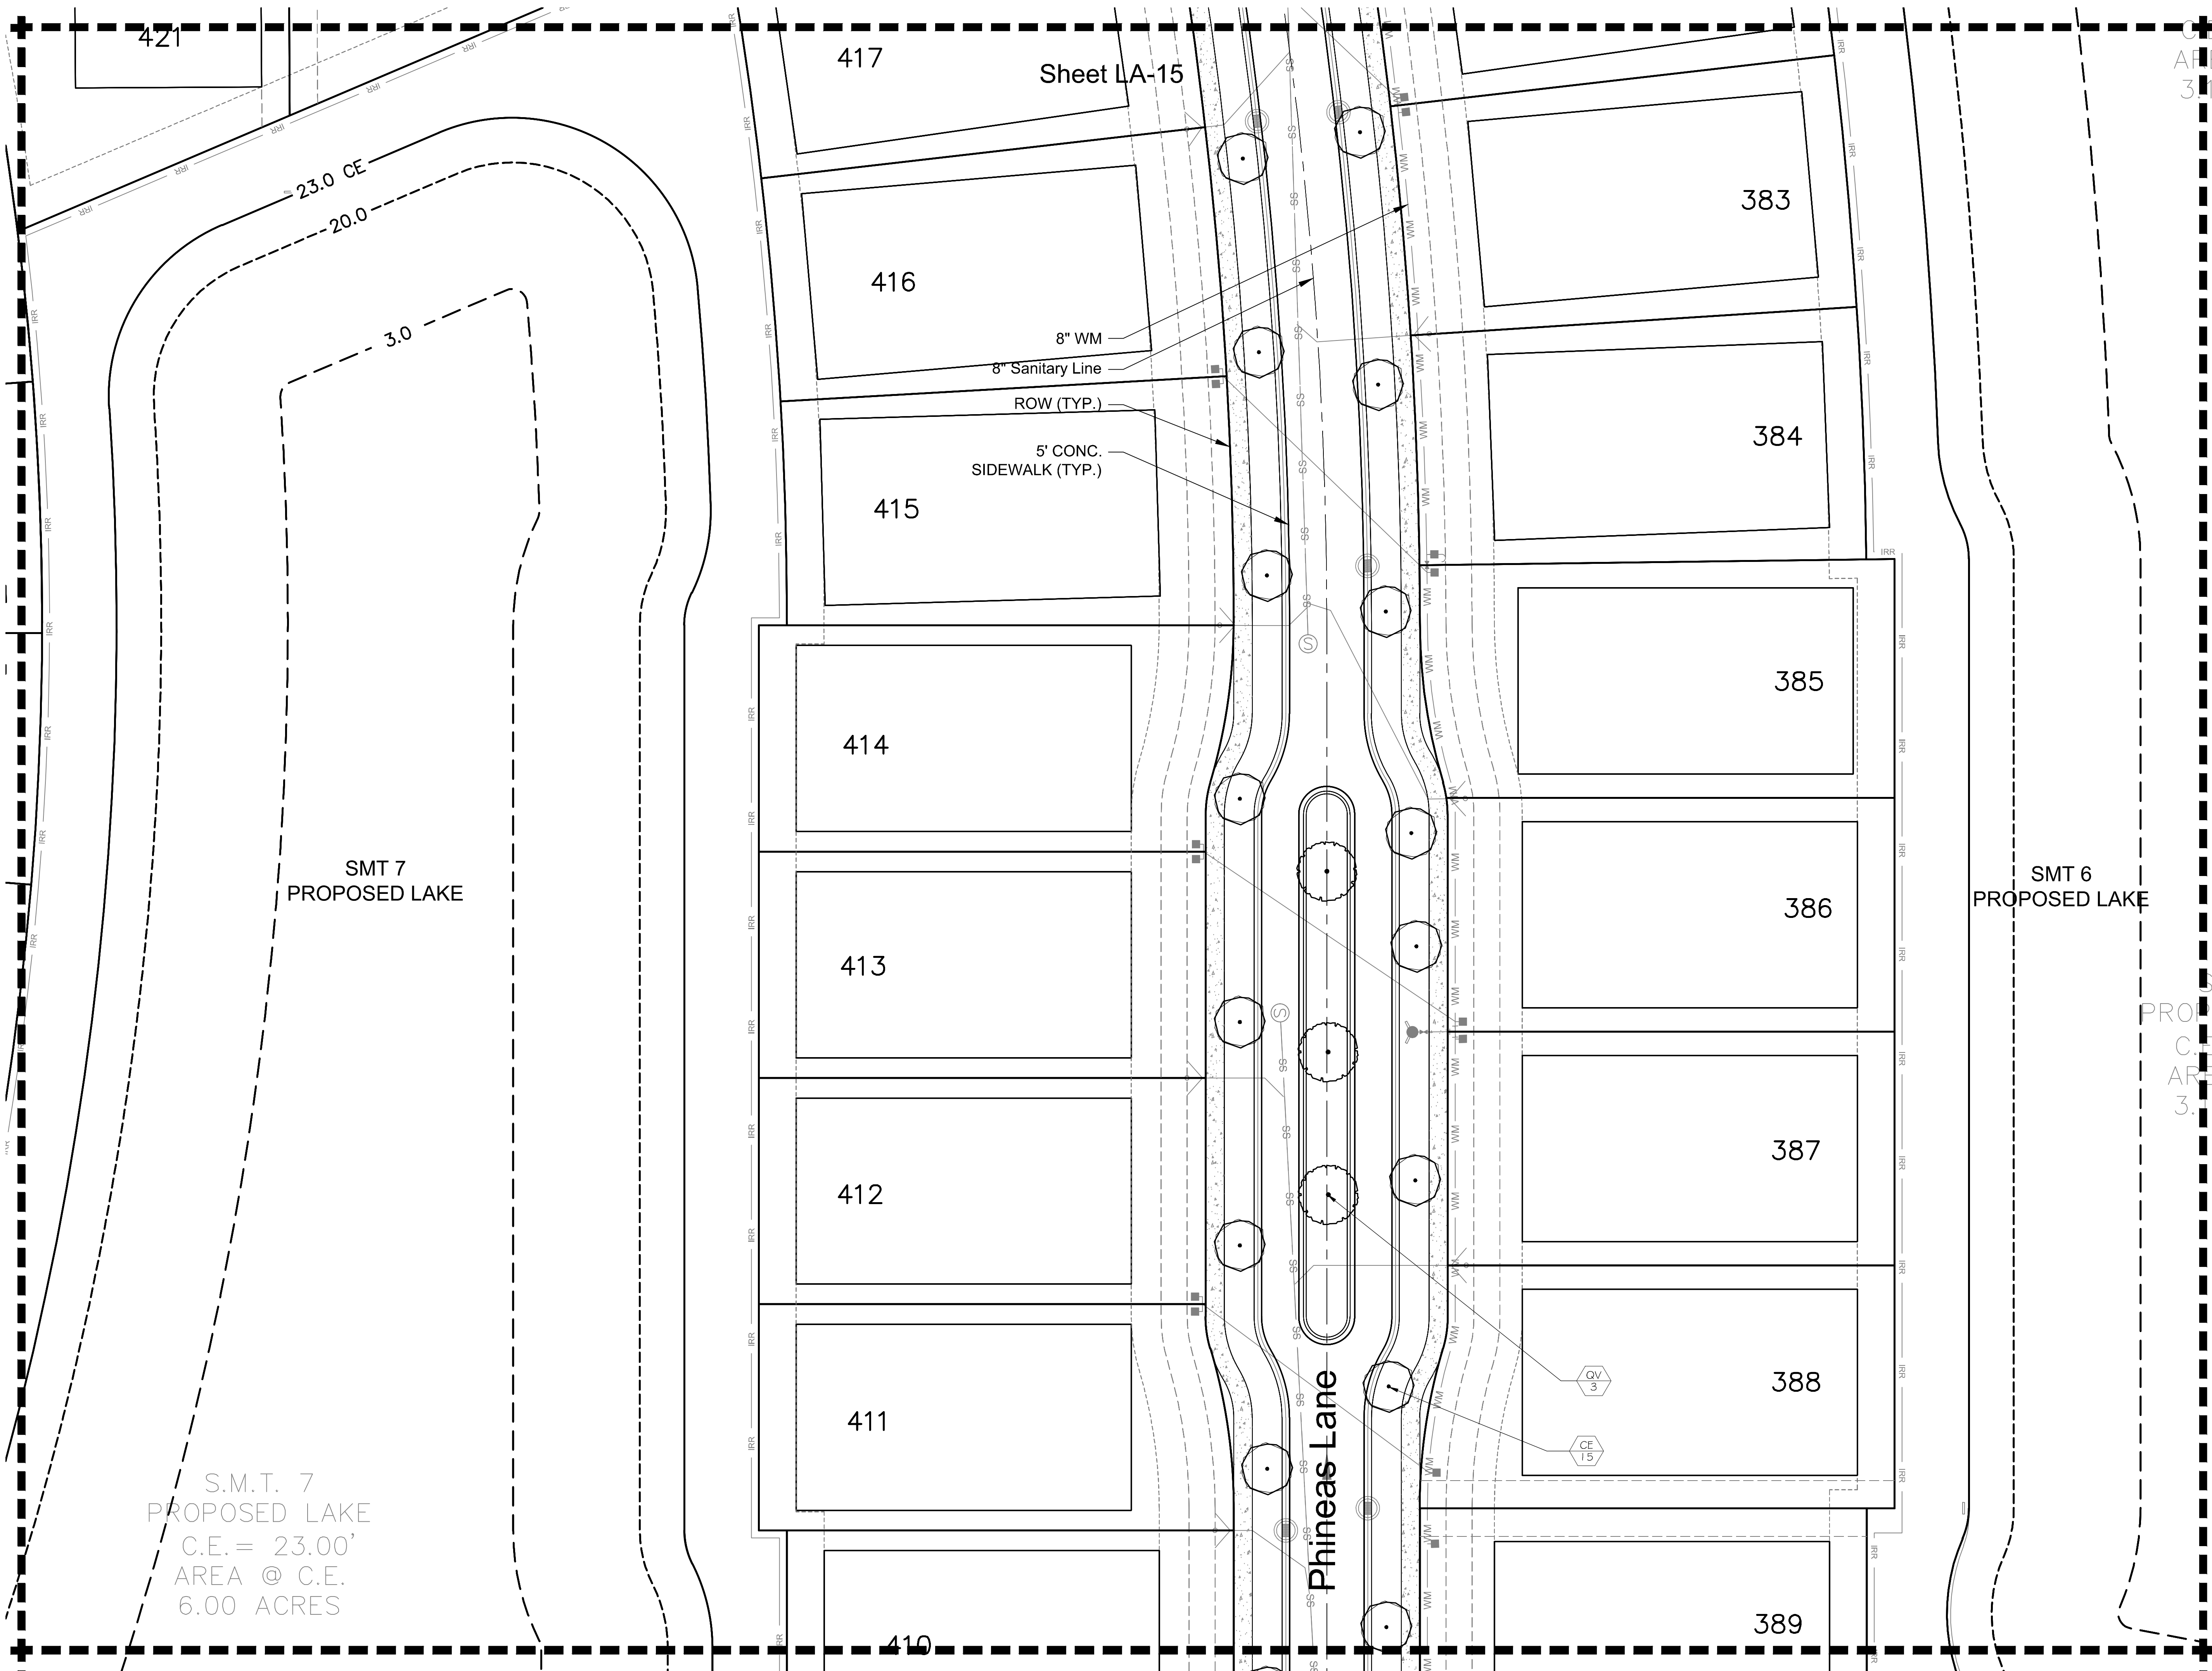 421
417
Sheet LA-15
23.0 CE
20.0
3.0
416
383
8" WM
8" Sanitary Line
ROW (TYP.)
5' CONC.
SIDEWALK (TYP.)
415
384
414
385
SMT 7
PROPOSED LAKE
413
386
SMT 6
PROPOSED LAKE
412
387
QV
3
411
388
CE
15
Phineas Lane
S.M.T. 7
PROPOSED LAKE
C.E.= 23.00'
AREA @ C.E.
6.00 ACRES
410
389
IRR
WM
SS
S